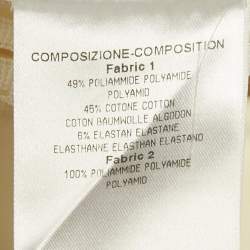 COMPOSIZIONE-COMPOSITION
Fabric 1
49% POLIAMMIDE POLYAMIDE
POLYAMID
45% COTONE COTTON
COTON BAUMWOLLE ALGODON
6% ELASTAN ELASTANE
ELASTHANNE ELASTHAN ELASTANO
Fabric 2
100% POLIAMMIDE POLYAMIDE
POLYAMID